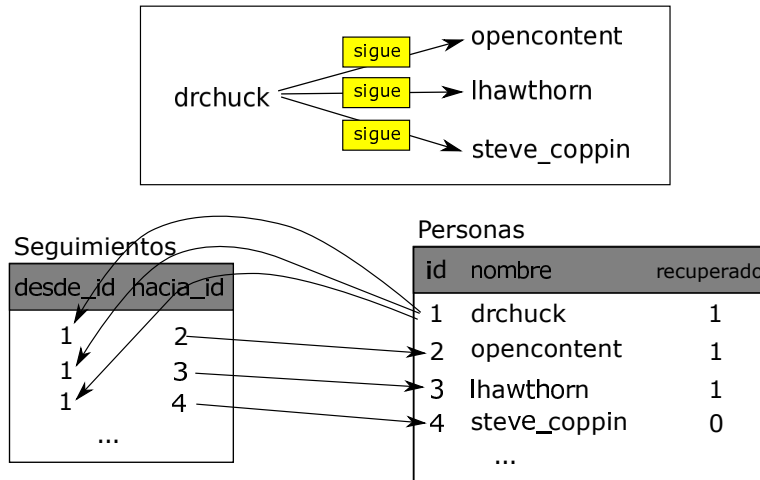 sigue
opencontent
drchuck
sigue
lhawthorn
sigue
steve_coppin
Seguimientos
desde_id hacia_id
1 2
1 3
1 4
...
Personas
id nombre recuperado
1 drchuck 1
2 opencontent 1
3 lhawthorn 1
4 steve_coppin 0
...